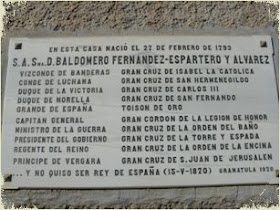 EN ESTA CASA NACIÓ EL 27 DE FEBRERO DE 1793
S.A. Smo. D. BALDOMERO FERNÁNDEZ-ESPARTERO Y ALVAREZ
VIZCONDE DE BANDERAS GRAN CRUZ DE ISABEL LA CATOLICA
CONDE DE LUCHANA GRAN CRUZ DE SAN HERMENEGILDO
DUQUE DE LA VICTORIA GRAN CRUZ DE CARLOS III
DUQUE DE MORELLA GRAN CRUZ DE SAN FERNANDO
GRANDE DE ESPAÑA TOISON DE ORO
CAPITAN GENERAL GRAN CORDON DE LA LEGION DE HONOR
MINISTRO DE LA GUERRA GRAN CRUZ DE LA ORDEN DEL BAÑO
PRESIDENTE DEL GOBIERNO GRAN CRUZ DE LA TORRE Y ESPADA
REGENTE DEL REINO GRAN CRUZ DE LA ORDEN DE LA ENCINA
PRINCIPE DE VERGARA GRAN CRUZ DE S. JUAN DE JERUSALEN
... Y NO QUISO SER REY DE ESPAÑA (15-V-1870) GRANATULA